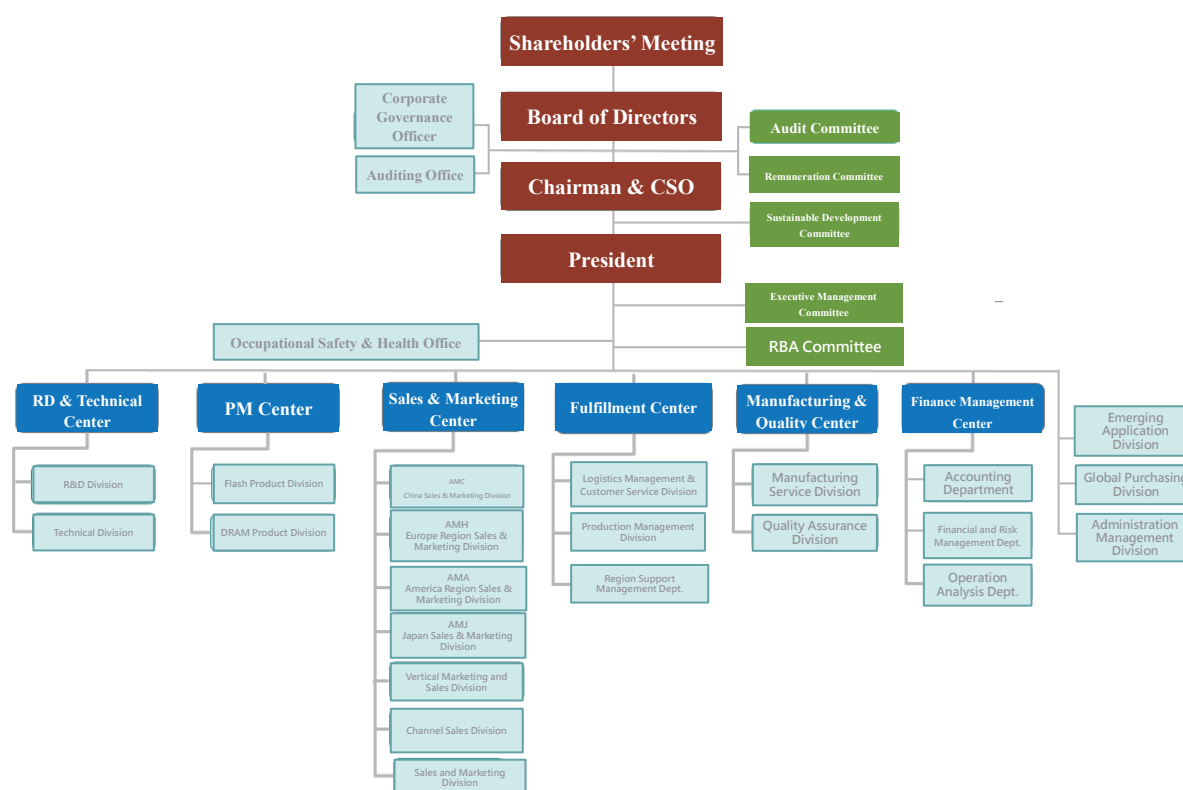 Shareholders’ Meeting
Corporate
Governance
Officer
Board of Directors
Audit Committee
Auditing Office
Chairman & CSO
Remuneration Committee
Sustainable Development
Committee
President
Executive Management
Committee
–
Occupational Safety & Health Office
RBA Committee
RD & Technical
Center
PM Center
Sales & Marketing
Center
Fulfillment Center
Manufacturing &
Quality Center
Finance Management
Center
Emerging
Application
Division
Global Purchasing
Division
Administration
Management
Division
R&D Division
Technical Division
Flash Product Division
DRAM Product Division
AMC
China Sales & Marketing Division
AMH
Europe Region Sales &
Marketing Division
AMA
America Region Sales &
Marketing Division
AMJ
Japan Sales & Marketing
Division
Vertical Marketing and
Sales Division
Channel Sales Division
Sales and Marketing
Division
Logistics Management &
Customer Service Division
Production Management
Division
Region Support
Management Dept.
Manufacturing
Service Division
Quality Assurance
Division
Accounting
Department
Financial and Risk
Management Dept.
Operation
Analysis Dept.